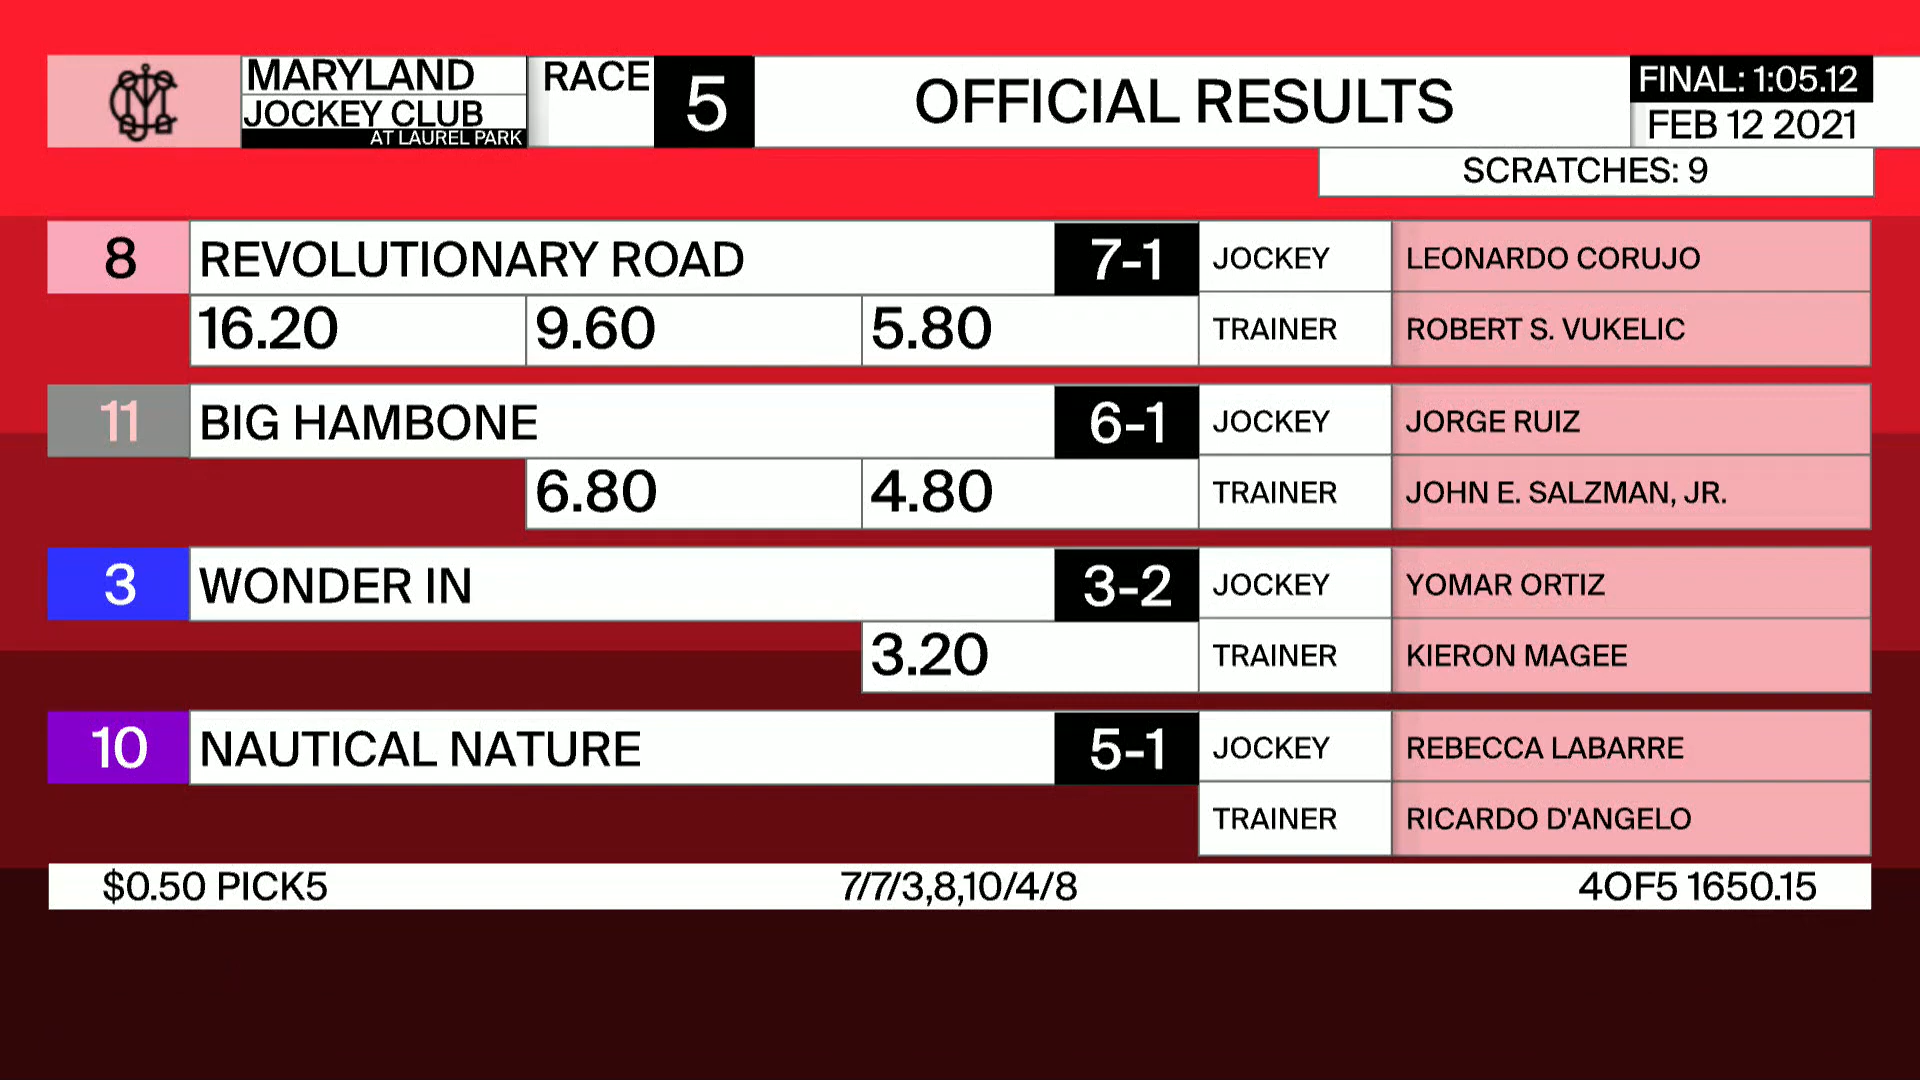 MARYLAND
JOCKEY CLUB
AT LAUREL PARK
RACE 5
OFFICIAL RESULTS
FINAL: 1:05.12
FEB 12 2021
SCRATCHES: 9
8 REVOLUTIONARY ROAD 7-1 JOCKEY LEONARDO CORUJO
16.20 9.60 5.80 TRAINER ROBERT S. VUKELIC
11 BIG HAMBONE 6-1 JOCKEY JORGE RUIZ
6.80 4.80 TRAINER JOHN E. SALZMAN, JR.
3 WONDER IN 3-2 JOCKEY YOMAR ORTIZ
3.20 TRAINER KIERON MAGEE
10 NAUTICAL NATURE 5-1 JOCKEY REBECCA LABARRE
TRAINER RICARDO D'ANGELO
$0.50 PICK5 7/7/3,8,10/4/8 4OF5 1650.15